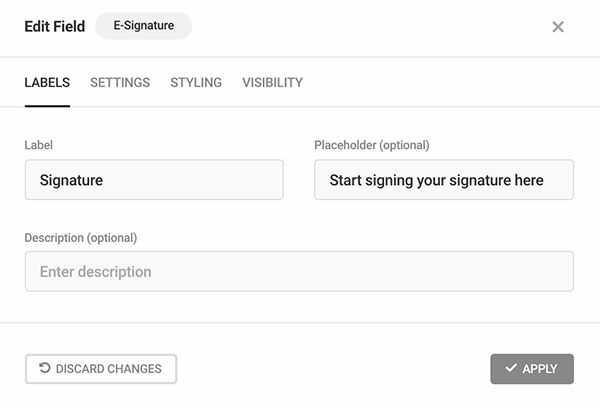 Edit Field E-Signature
LABELS SETTINGS STYLING VISIBILITY
Label Placeholder (optional)
Signature Start signing your signature here
Description (optional)
Enter description
DISCARD CHANGES APPLY